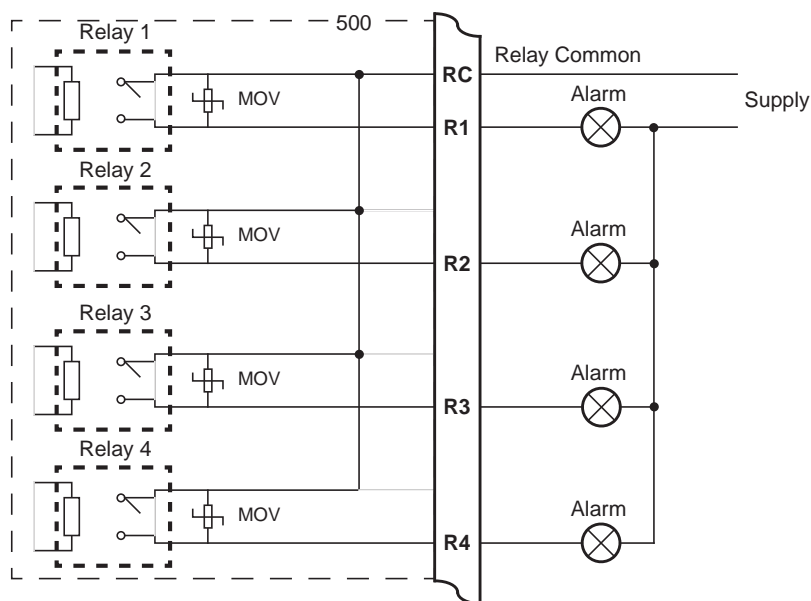 500
Relay 1
RC
Relay Common
MOV
Alarm
Supply
R1
Relay 2
MOV
Alarm
R2
Relay 3
MOV
Alarm
R3
Relay 4
MOV
Alarm
R4